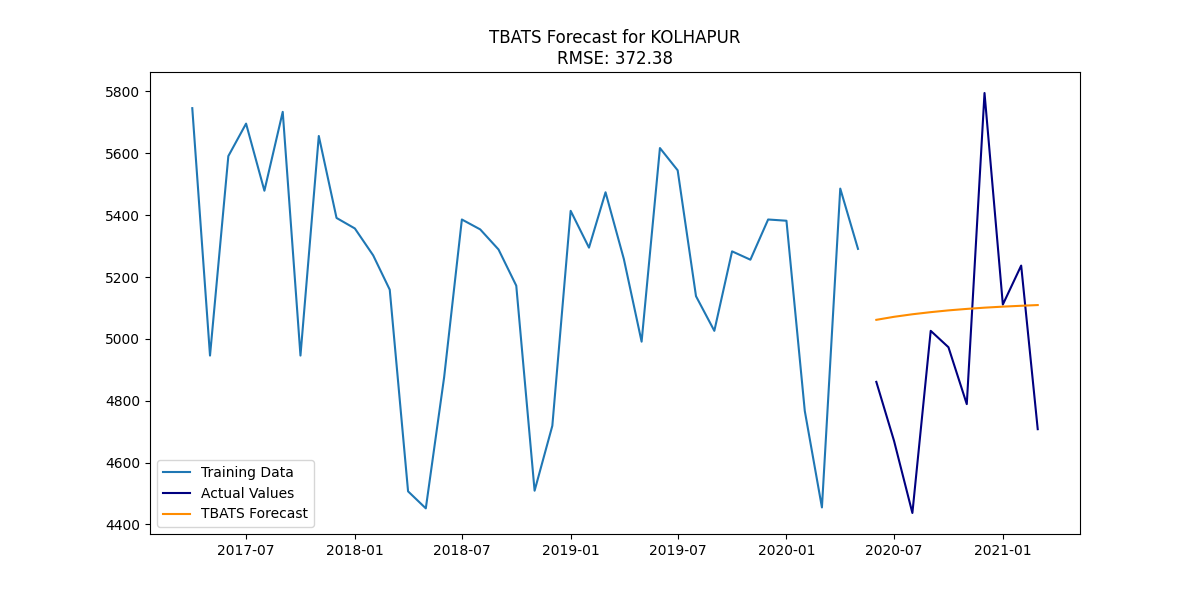 TBATS Forecast for KOLHAPUR
RMSE: 372.38
5800
5600
5400
5200
5000
4800
4600
4400
Training Data
Actual Values
TBATS Forecast
2017-07 2018-01 2018-07 2019-01 2019-07 2020-01 2020-07 2021-01